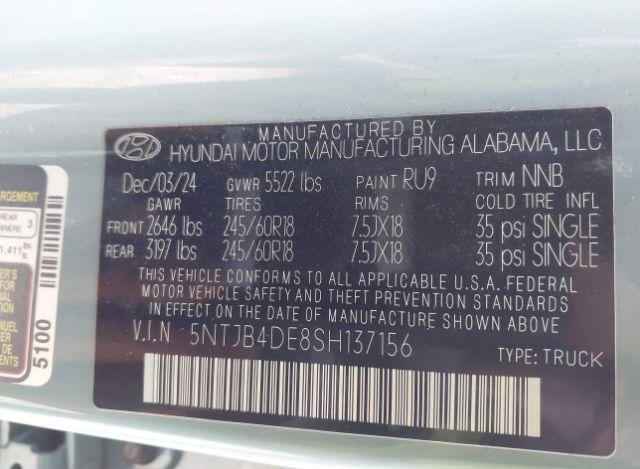 MANUFACTURED BY
HYUNDAI MOTOR MANUFACTURING ALABAMA, LLC
Dec/03/24 GVWR 5522 lbs PAINT RU9 TRIM NNB
GAWR TIRES RIMS COLD TIRE INFL
FRONT 2646 lbs 245/60R18 7.5JX18 35 psi SINGLE
REAR 3197 lbs 245/60R18 7.5JX18 35 psi SINGLE
THIS VEHICLE CONFORMS TO ALL APPLICABLE U.S.A. FEDERAL
MOTOR VEHICLE SAFETY AND THEFT PREVENTION STANDARDS
IN EFFECT ON THE DATE OF MANUFACTURE SHOWN ABOVE
V.I.N 5NTJB4DE8SH137156
TYPE: TRUCK
REAR 3
5100